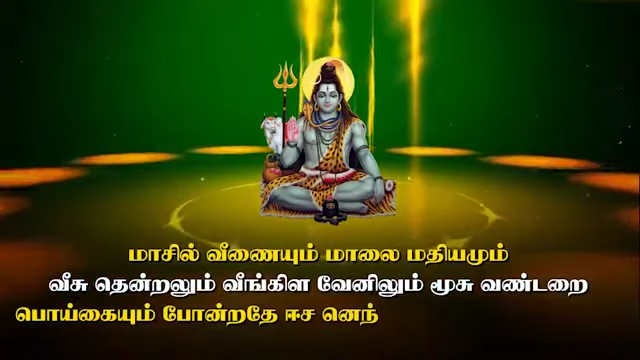 மாசில் வீணையும் மாலை மதியமும்
வீசு தென்றலும் வீங்கிள வேனிலும் மூசு வண்டறை
பொய்கையும் போன்றதே ஈச னெந்